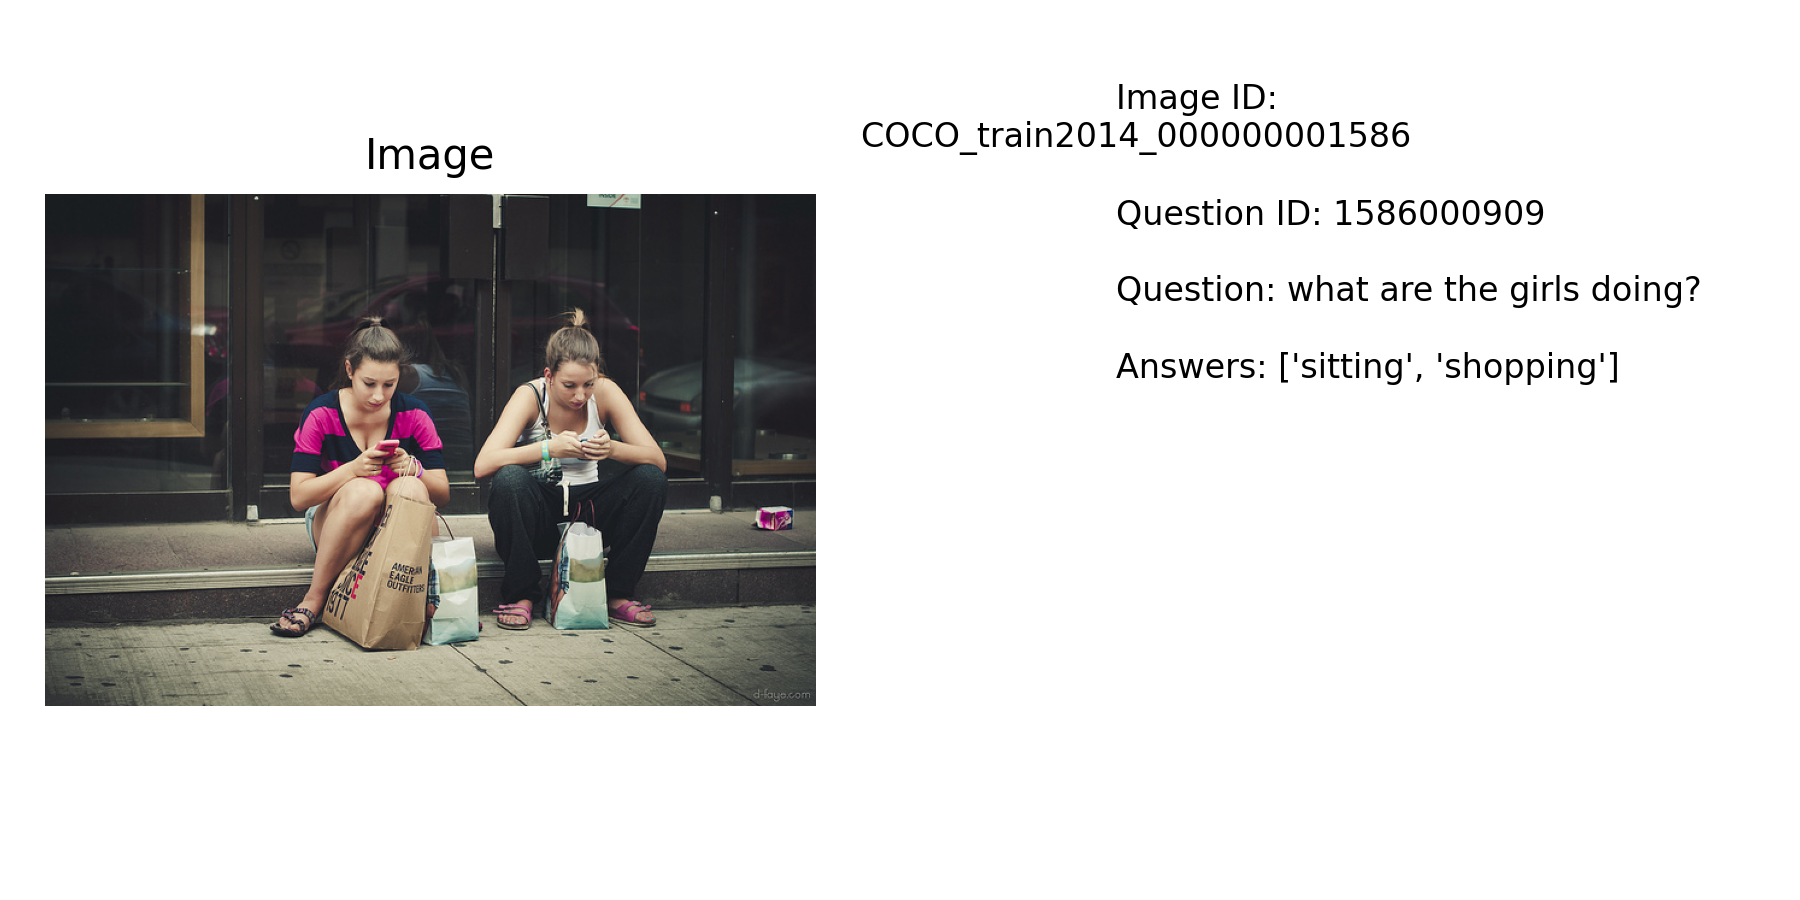 Image
Image ID:
COCO_train2014_000000001586
Question ID: 1586000909
Question: what are the girls doing?
Answers: ['sitting', 'shopping']
AMERICAN
EAGLE
OUTFITTERS
1977
d-faye.com